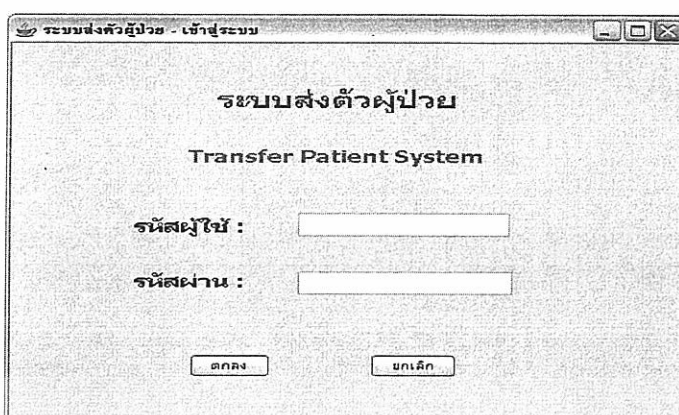 ระบบส่งตัวผู้ป่วย - เข้าสู่ระบบ
ระบบส่งตัวผู้ป่วย
Transfer Patient System
รหัสผู้ใช้ :
รหัสผ่าน :
ตกลง ยกเลิก